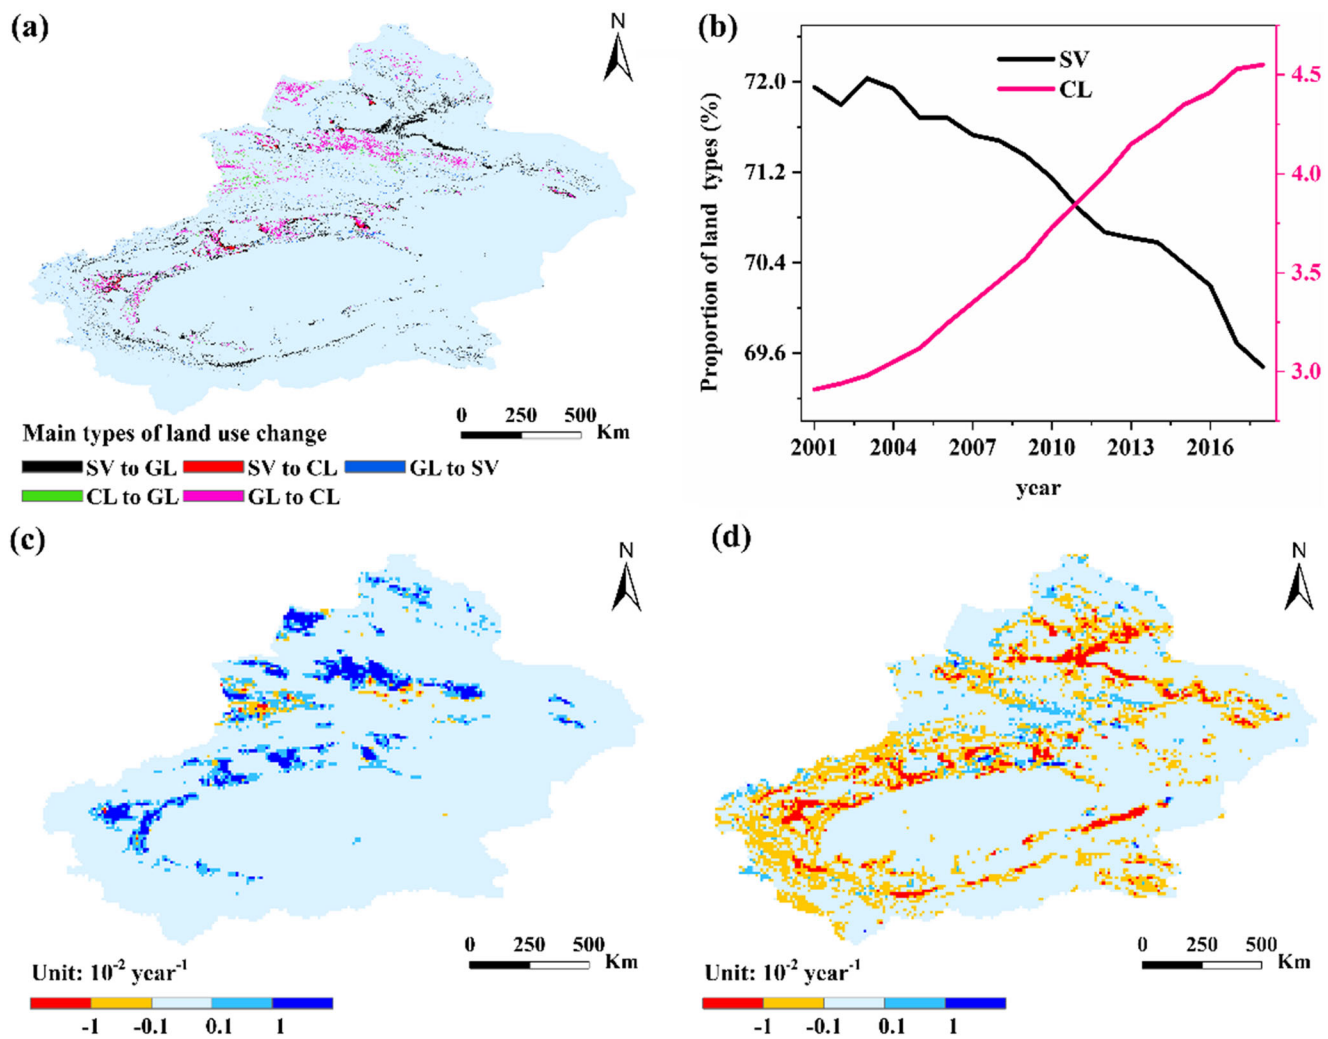 (a)
N
0 250 500
Km
Main types of land use change
SV to GL SV to CL GL to SV
CL to GL GL to CL
(b)
SV
CL
Proportion of land types (%)
72.0
71.2
70.4
69.6
4.5
4.0
3.5
3.0
2001 2004 2007 2010 2013 2016
year
(c)
N
0 250 500
Km
Unit: 10⁻² year⁻¹
-1 -0.1 0.1 1
(d)
N
0 250 500
Km
Unit: 10⁻² year⁻¹
-1 -0.1 0.1 1